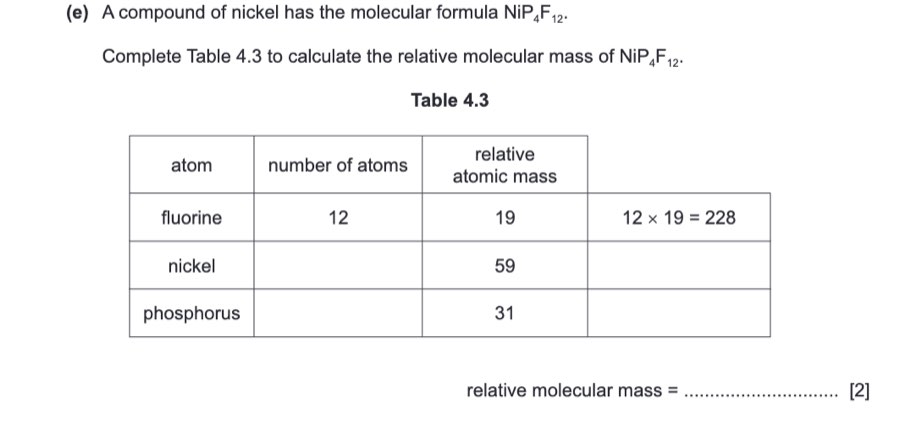 (e) A compound of nickel has the molecular formula NiP₄F₁₂.
Complete Table 4.3 to calculate the relative molecular mass of NiP₄F₁₂.
Table 4.3
atom number of atoms relative atomic mass
fluorine 12 19 12 × 19 = 228
nickel 59
phosphorus 31
relative molecular mass = .............................. [2]